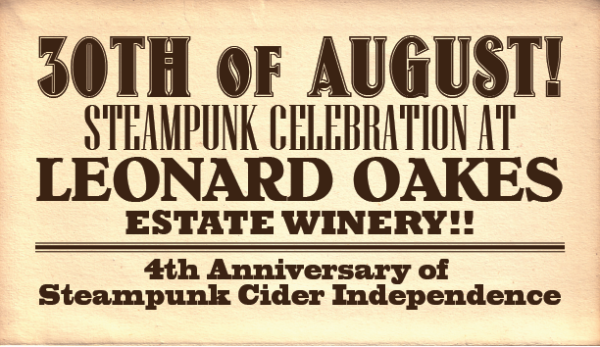 30TH OF AUGUST!
STEAMPUNK CELEBRATION AT
LEONARD OAKES
ESTATE WINERY!!
4th Anniversary of
Steampunk Cider Independence